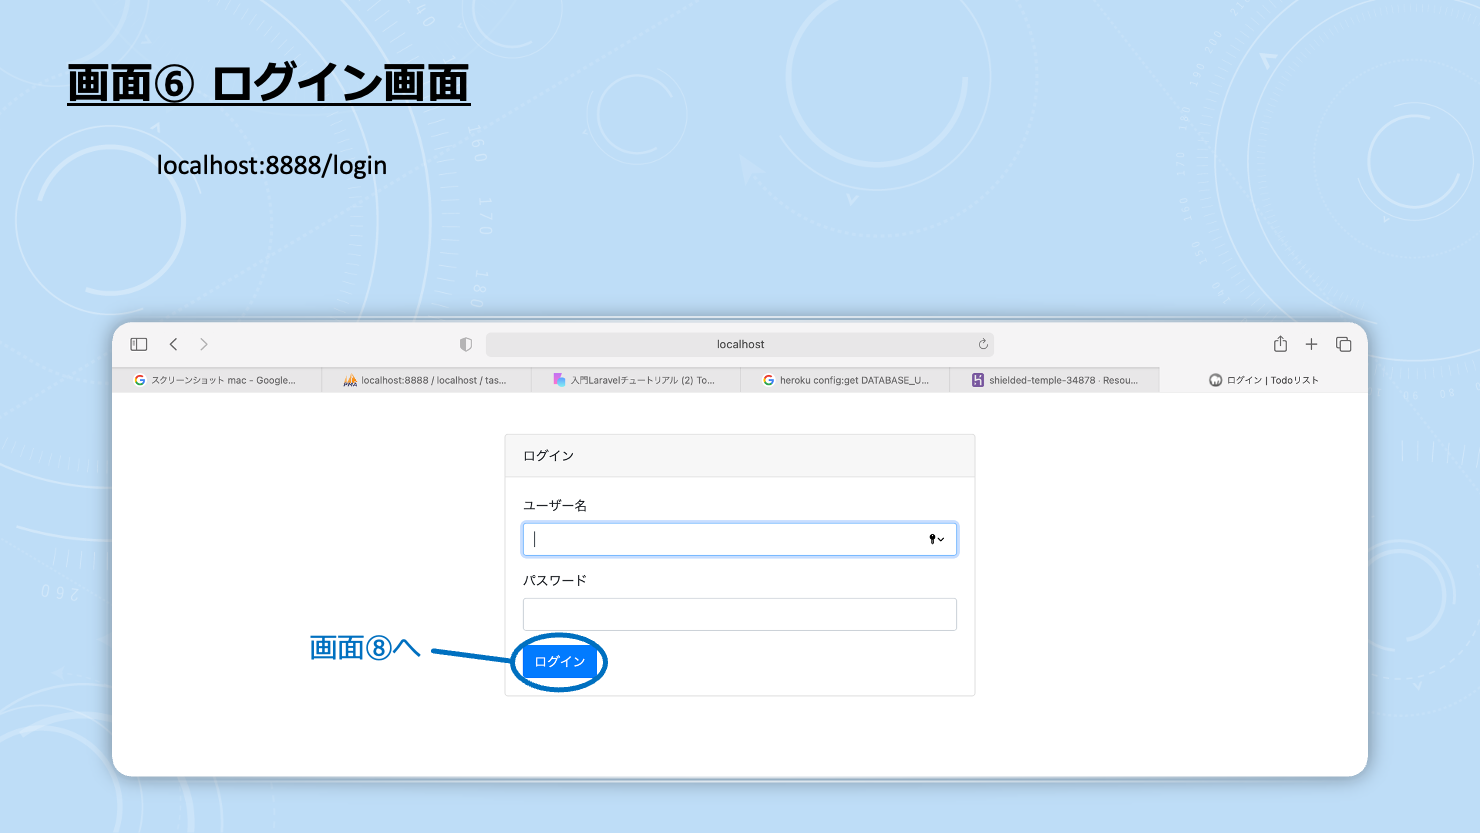 画面⑥ ログイン画面
localhost:8888/login
localhost
スクリーンショット mac - Google...
localhost:8888 / localhost / tas...
入門Laravelチュートリアル (2) To...
heroku config:get DATABASE_U...
shielded-temple-34878 · Resou...
ログイン | Todoリスト
ログイン
ユーザー名
パスワード
画面⑧へ
ログイン